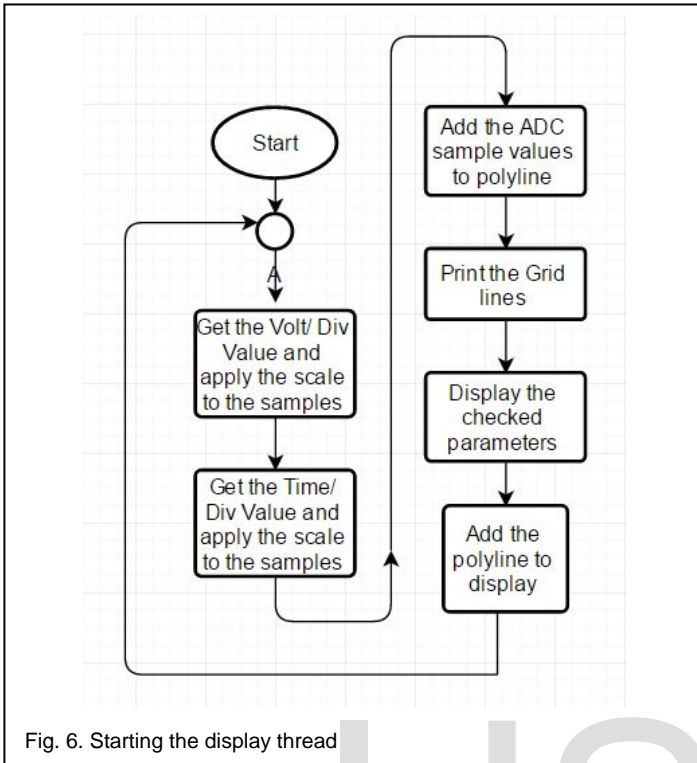 Start
A
Get the Volt/ Div
Value and
apply the scale
to the samples
Get the Time/
Div Value and
apply the scale
to the samples
Add the ADC
sample values
to polyline
Print the Grid
lines
Display the
checked
parameters
Add the
polyline to
display
Fig. 6. Starting the display thread